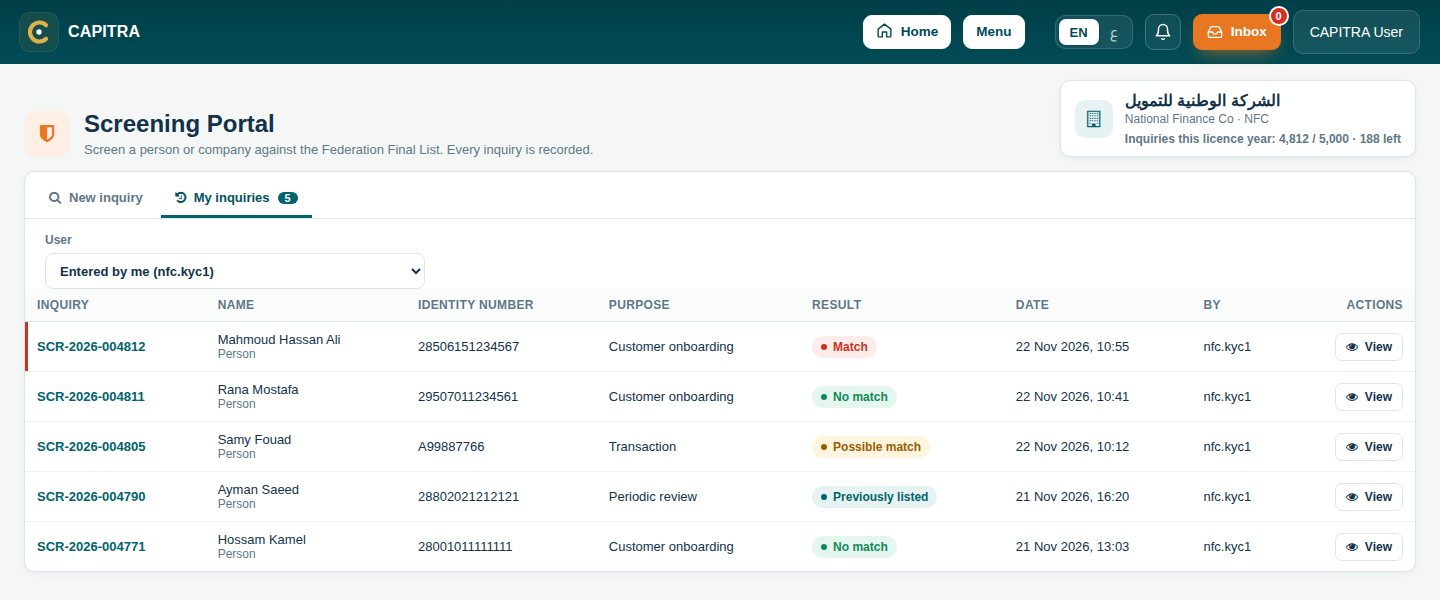 CAPITRA
Home
Menu
EN
ع
Inbox
0
CAPITRA User
Screening Portal
Screen a person or company against the Federation Final List. Every inquiry is recorded.
الشركة الوطنية للتمويل
National Finance Co · NFC
Inquiries this licence year: 4,812 / 5,000 · 188 left
New inquiry
My inquiries 5
User
Entered by me (nfc.kyc1)
INQUIRY NAME IDENTITY NUMBER PURPOSE RESULT DATE BY ACTIONS
SCR-2026-004812 Mahmoud Hassan Ali 28506151234567 Customer onboarding Match 22 Nov 2026, 10:55 nfc.kyc1 View
Person
SCR-2026-004811 Rana Mostafa 29507011234561 Customer onboarding No match 22 Nov 2026, 10:41 nfc.kyc1 View
Person
SCR-2026-004805 Samy Fouad A99887766 Transaction Possible match 22 Nov 2026, 10:12 nfc.kyc1 View
Person
SCR-2026-004790 Ayman Saeed 28802021212121 Periodic review Previously listed 21 Nov 2026, 16:20 nfc.kyc1 View
Person
SCR-2026-004771 Hossam Kamel 28001011111111 Customer onboarding No match 21 Nov 2026, 13:03 nfc.kyc1 View
Person